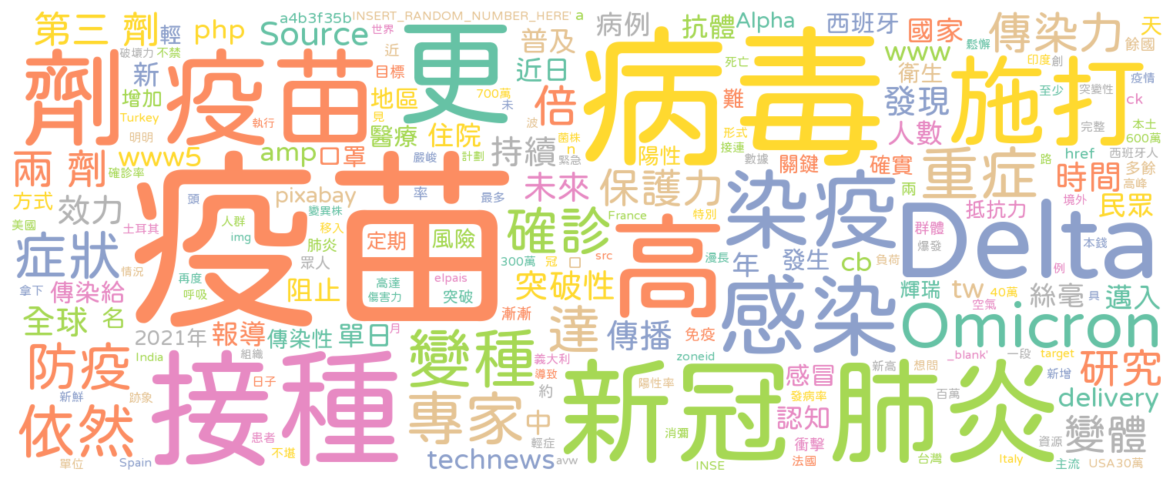 第三 劑
php
a4b3f35b
INSERT_RANDOM_NUMBER_HERE'
a
Source
世界
破壞力
不禁
輕
近
普及
病例
抗體
Alpha
西班牙
國家
傳染力
天
鬆懈
餘國
劑 疫苗
更
病毒
施打
新
目標
近日
死亡
www
印度
創
疫情
增加
地區
700萬
未
倍
衛生
至少
突變性
Turkey
執行
見
醫療
住院
波
難
發現
ck
明明
形式
人數
本土
完整
600萬
兩 劑
www5
amp
口罩
嚴峻
計劃
持續
菌株
n
緊急
接運
陽性
數據
關鍵
確實
重症
路
href
西班牙人
時間
多餘
高峰
確診率
方式
效力
頭
率
最多
未來
保護力
染疫
兩
抵抗力
境外
民眾
pixabay
美國
土耳其
人群
變異株
移入
img
定期
風險
確診
France
特別
高
Delta
群體
爆發
本錢
症狀
情況
肺炎
眾人
300萬
冠
口
src
漫長
年
發生
cb
負荷
例
拿下
傳染給
再度
呼吸
阻止
高達
傷害力
elpais
突破
突破性
感染
tw
輝瑞
40萬
空氣
絲毫
具
邁入
疫苗
全球
名
2021年
報導
傳染性
單日
月
漸漸
達
傳播
免疫
Omicron
防疫
India
組織
接種
變種
義大利
導致
約
zoneid
新冠肺炎
感冒
新高
想問
_blank'
一段
target
研究
新鮮
日子
跡象
陽性率
發病率
百萬
新增
delivery
依然
患者
不堪
專家
中
輕症
消弭
認知
衝擊
變體
資源
單位
Spain
technews
avw
INSE
法國
台灣
Italy
主流
USA30萬